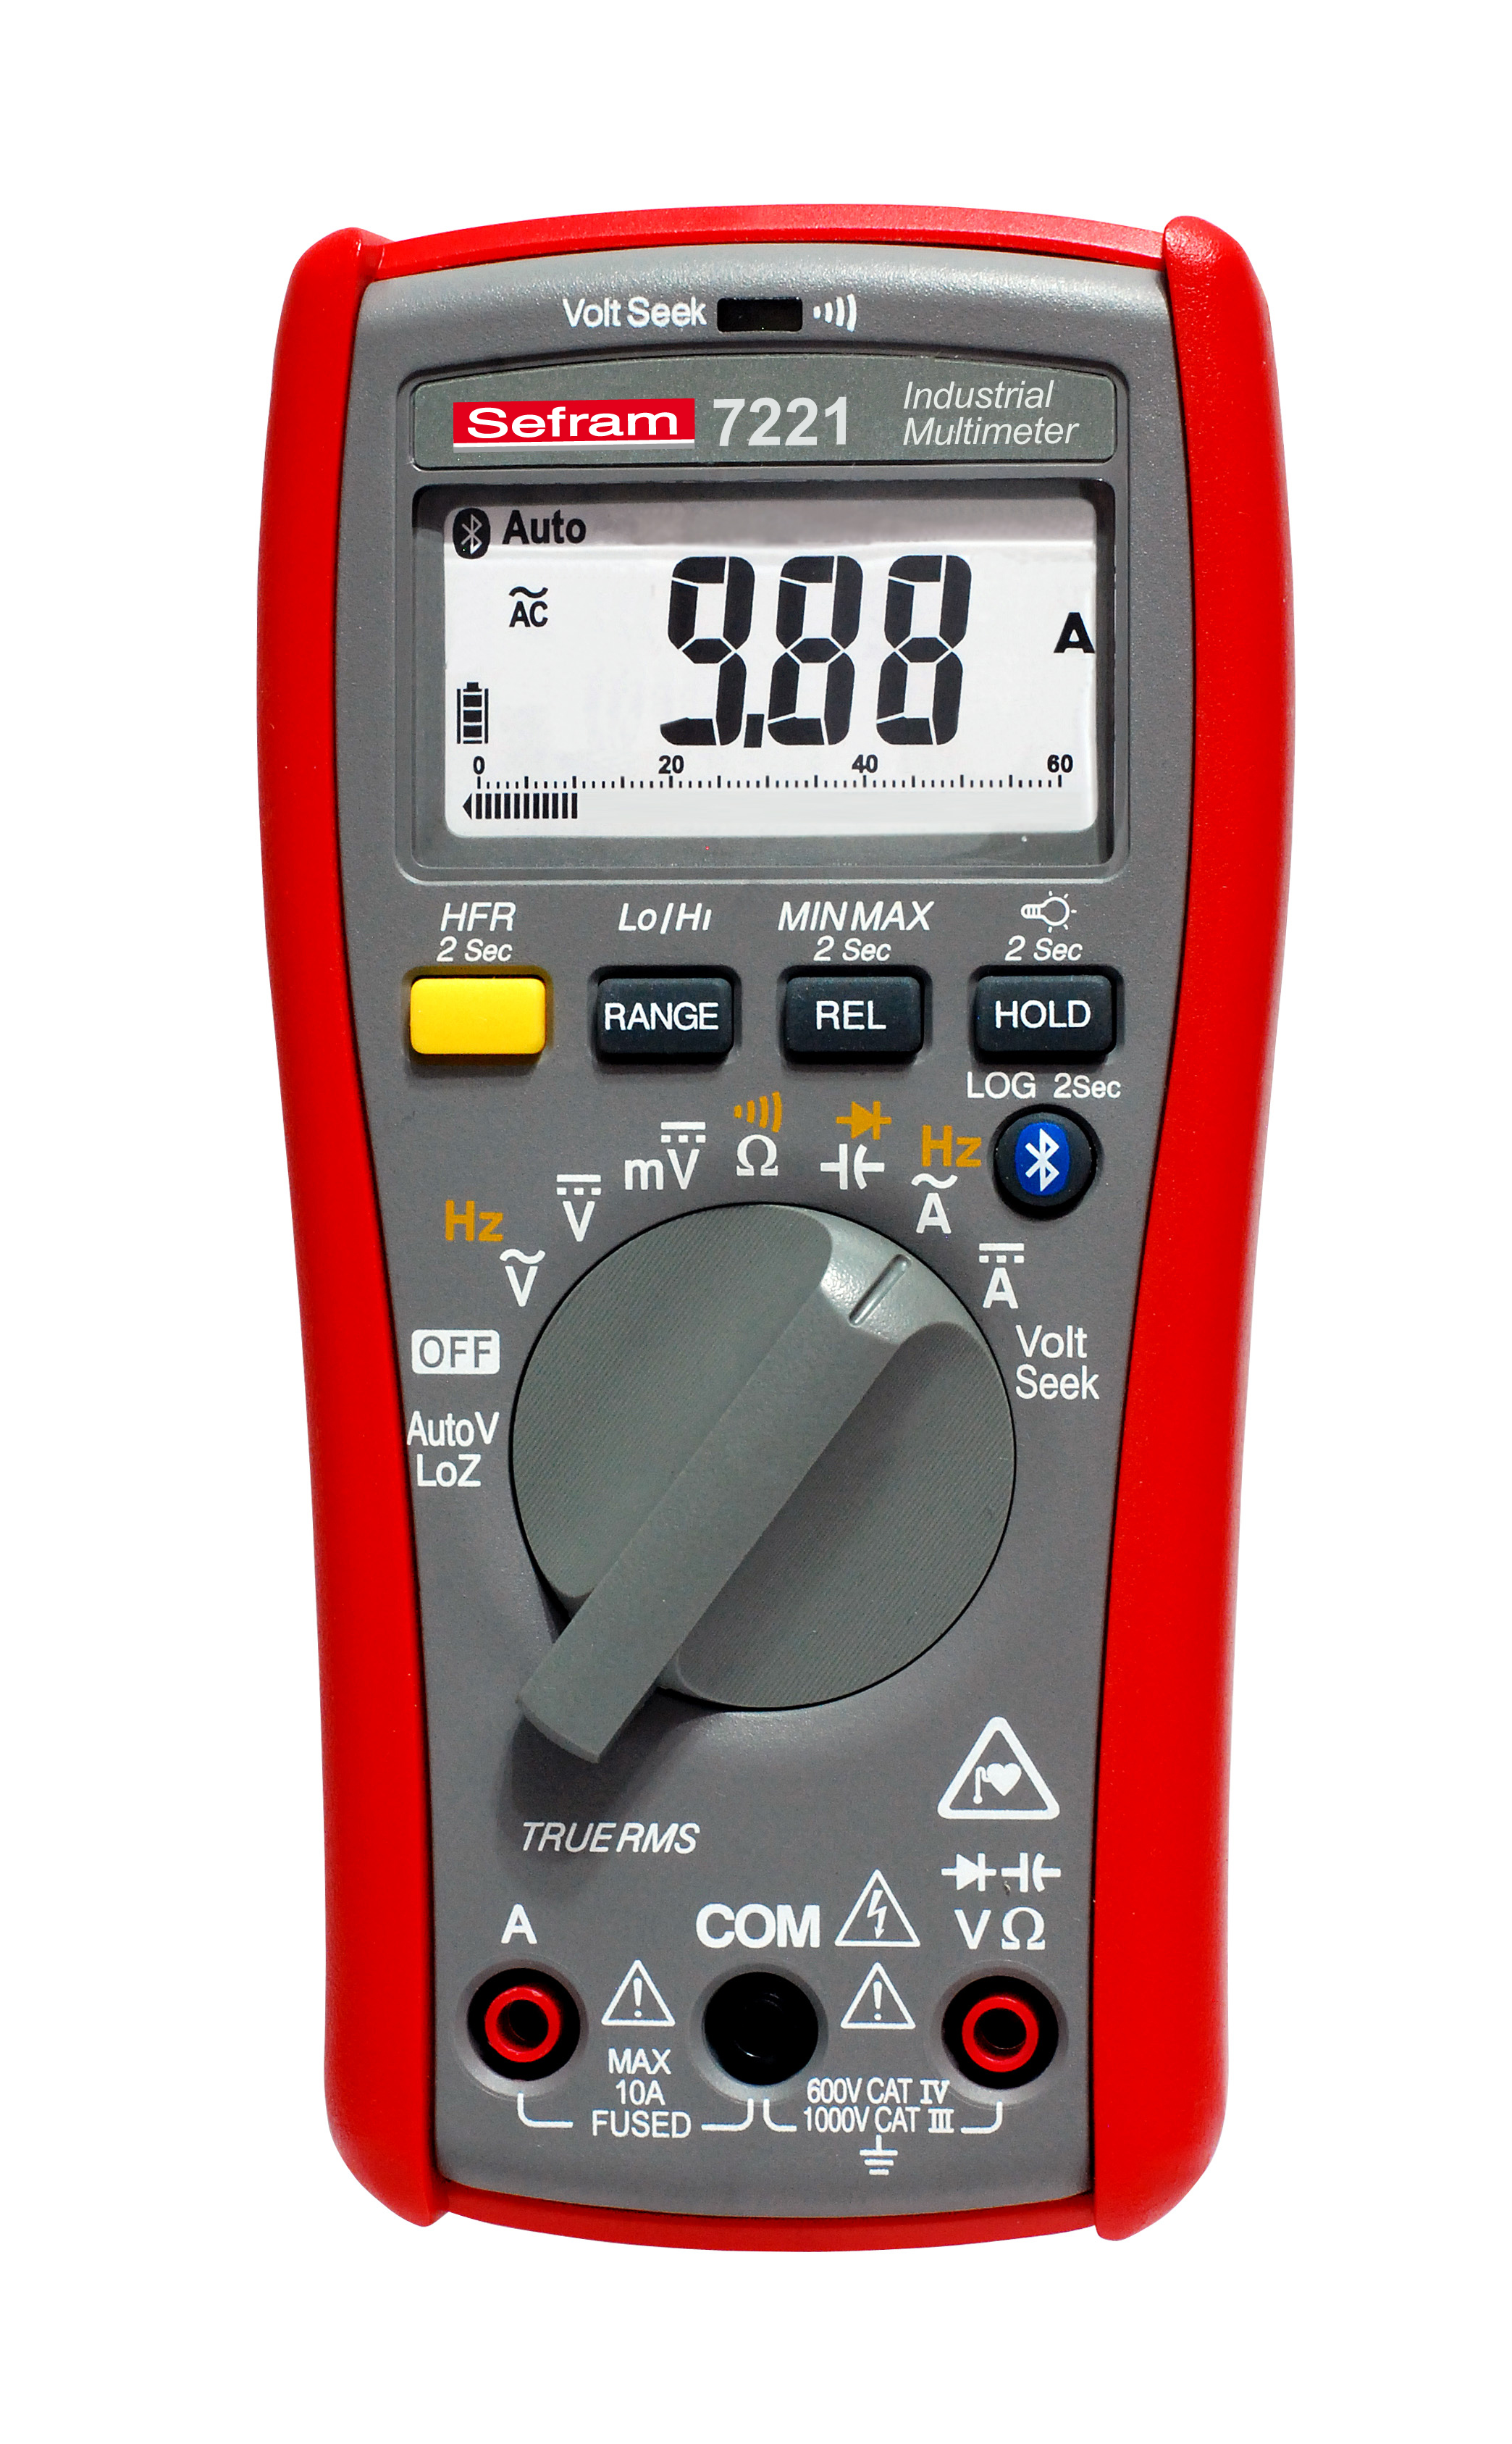 Volt Seek
Sefram 7221 Industrial
Multimeter
Auto
AC
9.88 A
0 20 40 60
HFR Lo/Hi MIN MAX
2 Sec 2 Sec 2 Sec
RANGE REL HOLD
LOG 2Sec
Hz V mV Ω Hz
V A
A
OFF
Volt
Seek
AutoV
LoZ
TRUE RMS
A COM V Ω
MAX
10A
FUSED
600V CAT IV
1000V CAT III